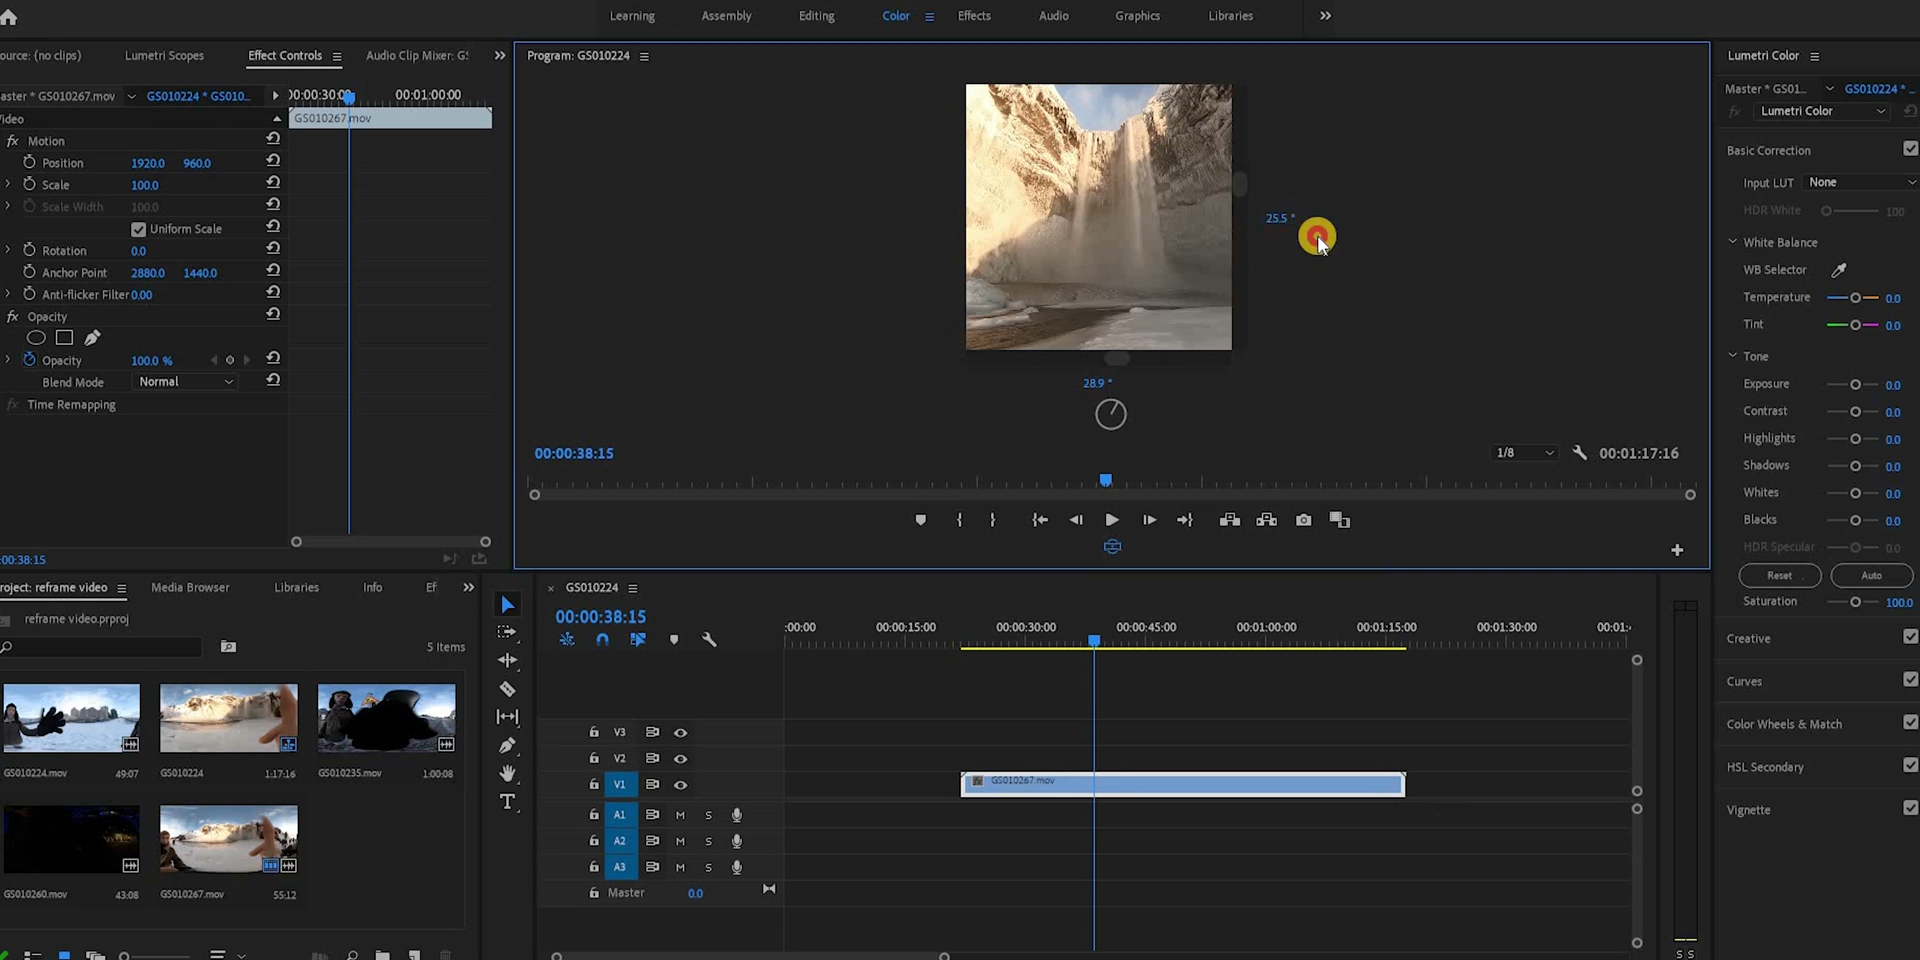 Learning Assembly Editing Color Effects Audio Graphics Libraries
ource: (no clips) Lumetri Scopes Effect Controls Audio Clip Mixer: GS
aster * GS010267.mov GS010224 * GS010...
00:00:30:00 00:01:00:00
GS010267.mov
ideo
fx Motion
Position 1920.0 960.0
Scale 100.0
Scale Width 100.0
Uniform Scale
Rotation 0.0
Anchor Point 2880.0 1440.0
Anti-flicker Filter 0.00
fx Opacity
Opacity 100.0 %
Blend Mode Normal
fx Time Remapping
:00:38:15
Program: GS010224
25.5 °
28.9 °
00:00:38:15
1/8
00:01:17:16
Lumetri Color
Master * GS01... GS010224 * ...
fx Lumetri Color
Basic Correction
Input LUT None
HDR White 100
White Balance
WB Selector
Temperature 0.0
Tint 0.0
Tone
Exposure 0.0
Contrast 0.0
Highlights 0.0
Shadows 0.0
Whites 0.0
Blacks 0.0
HDR Specular 0.0
Reset Auto
Saturation 100.0
Creative
Curves
Color Wheels & Match
HSL Secondary
Vignette
roject: reframe video Media Browser Libraries Info Ef
reframe video.prproj
5 Items
GS010224.mov 49:07
GS010224 1:17:16
GS010235.mov 1:00:08
GS010260.mov 43:08
GS010267.mov 55:12
GS010224
00:00:38:15
:00:00 00:00:15:00 00:00:30:00 00:00:45:00 00:01:00:00 00:01:15:00 00:01:30:00 00:01:
V3
V2
V1
GS010267.mov
A1 M S
A2 M S
A3 M S
Master 0.0
S S